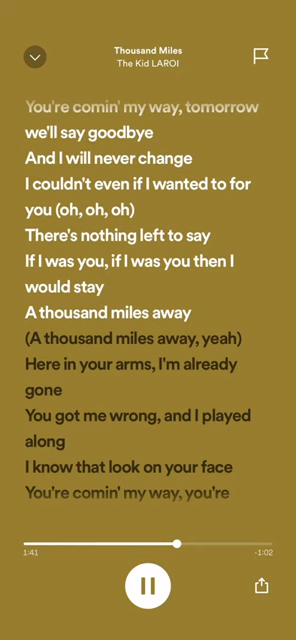 Thousand Miles
The Kid LAROI
You're comin' my way, tomorrow
we'll say goodbye
And I will never change
I couldn't even if I wanted to for
you (oh, oh, oh)
There's nothing left to say
If I was you, if I was you then I
would stay
A thousand miles away
(A thousand miles away, yeah)
Here in your arms, I'm already
gone
You got me wrong, and I played
along
I know that look on your face
You're comin' my way, you're
1:41
-1:02